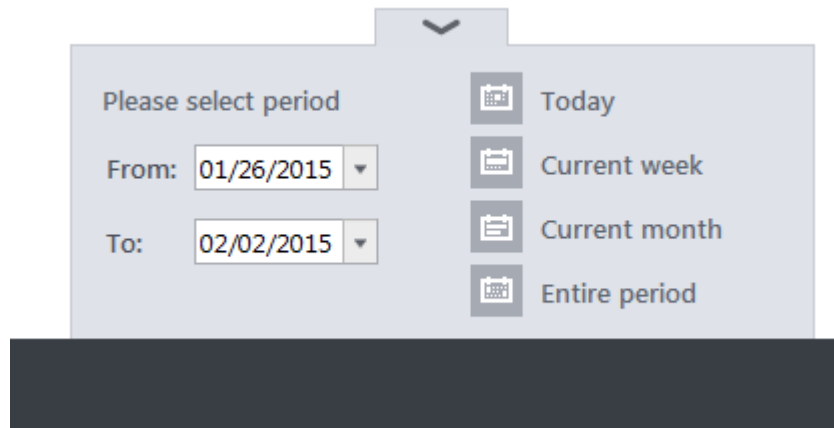 Please select period
From: 01/26/2015
To: 02/02/2015
Today
Current week
Current month
Entire period